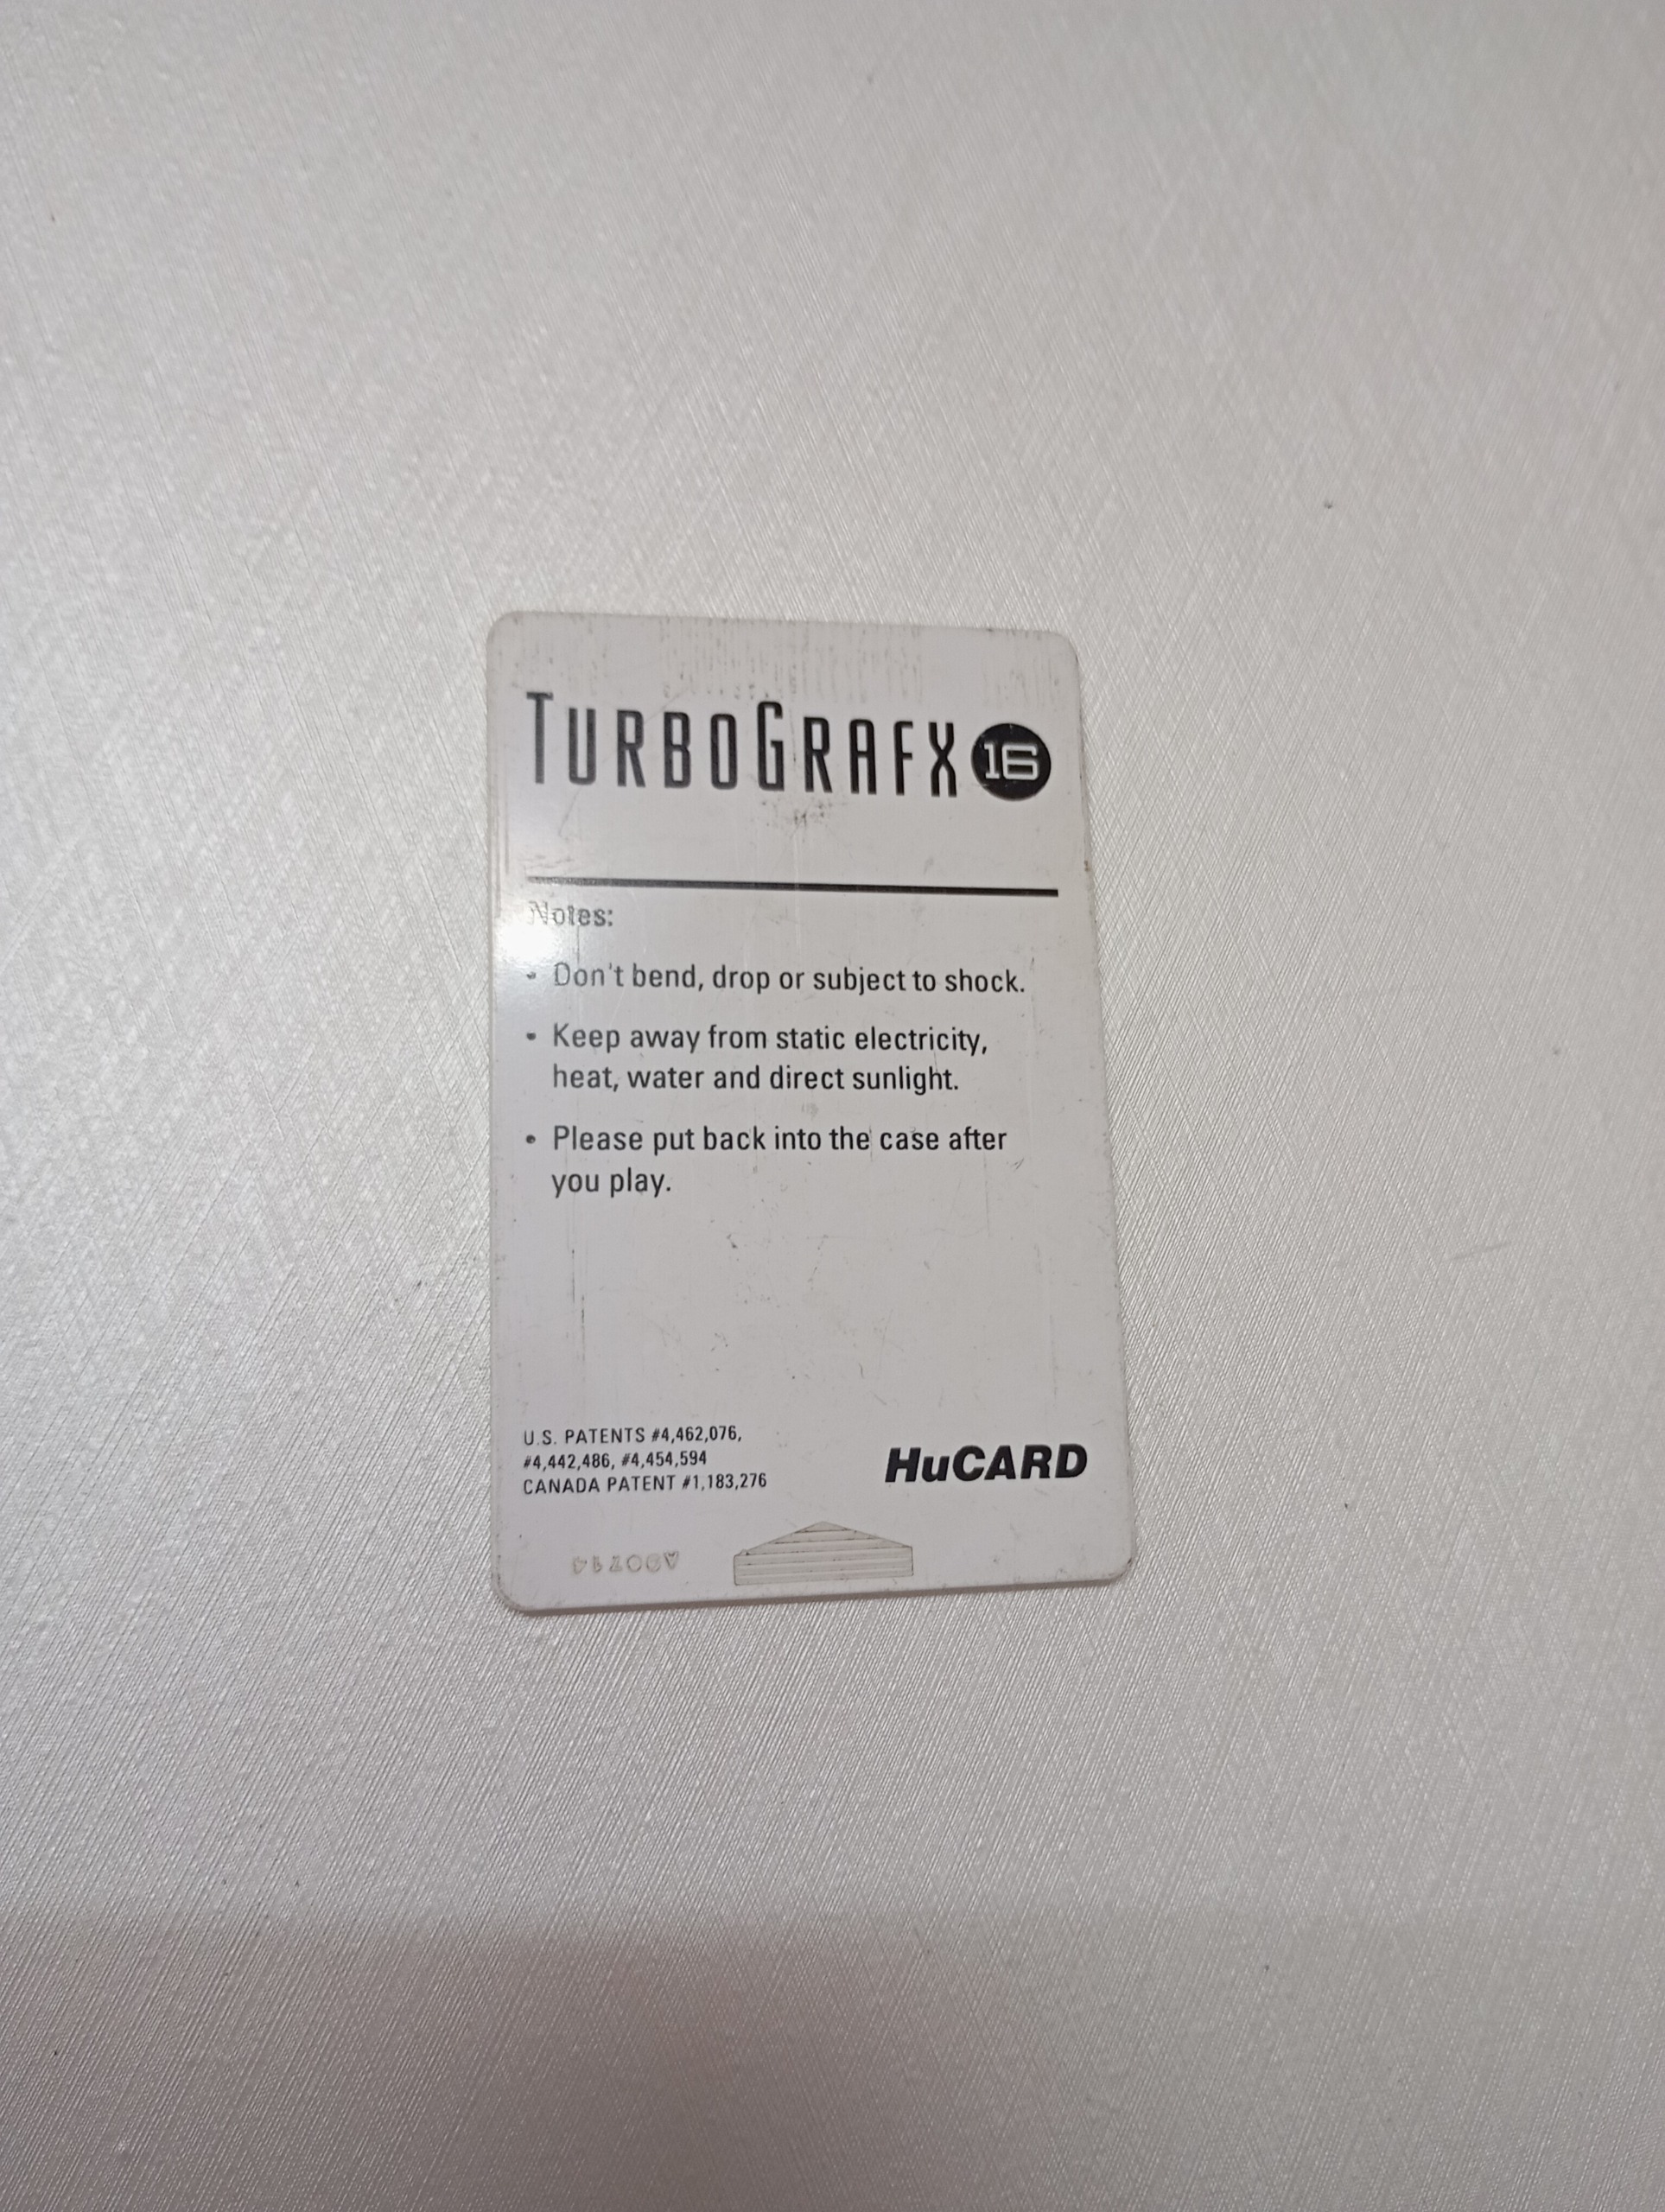 TURBOGRAFX 16
Notes:
• Don't bend, drop or subject to shock.
• Keep away from static electricity,
heat, water and direct sunlight.
• Please put back into the case after
you play.
U.S. PATENTS #4,462,076,
#4,442,486, #4,454,594
CANADA PATENT #1,183,276
HuCARD